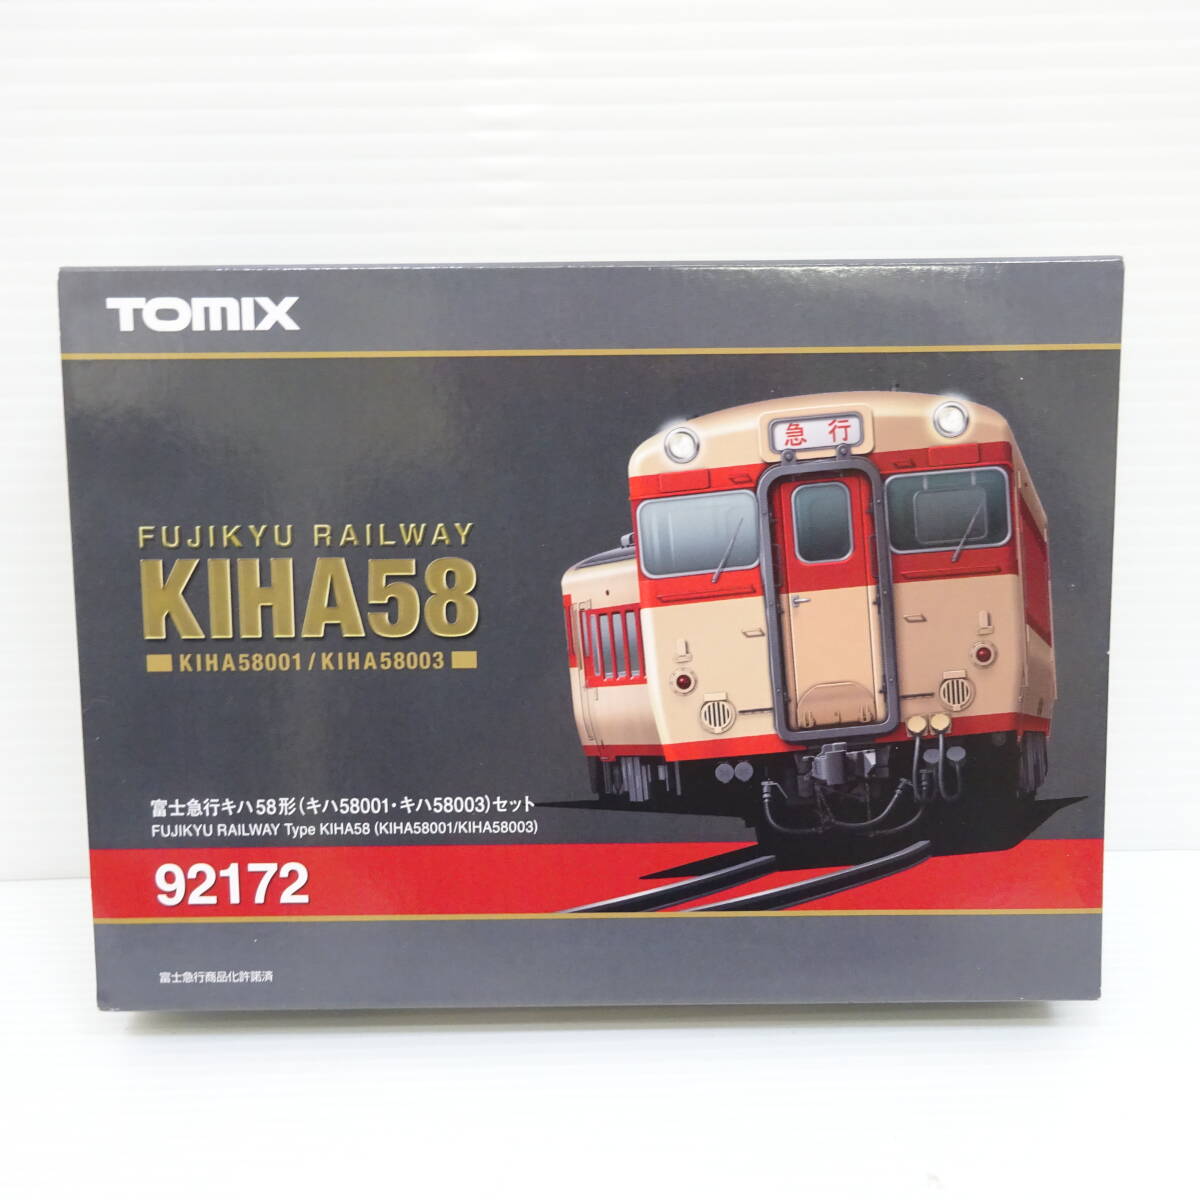 TOMIX
急行
FUJIKYU RAILWAY
KIHA58
KIHA58001/KIHA58003
富士急行キハ58形(キハ58001・キハ58003)セット
FUJIKYU RAILWAY Type KIHA58 (KIHA58001/KIHA58003)
92172
富士急行商品化許諾済